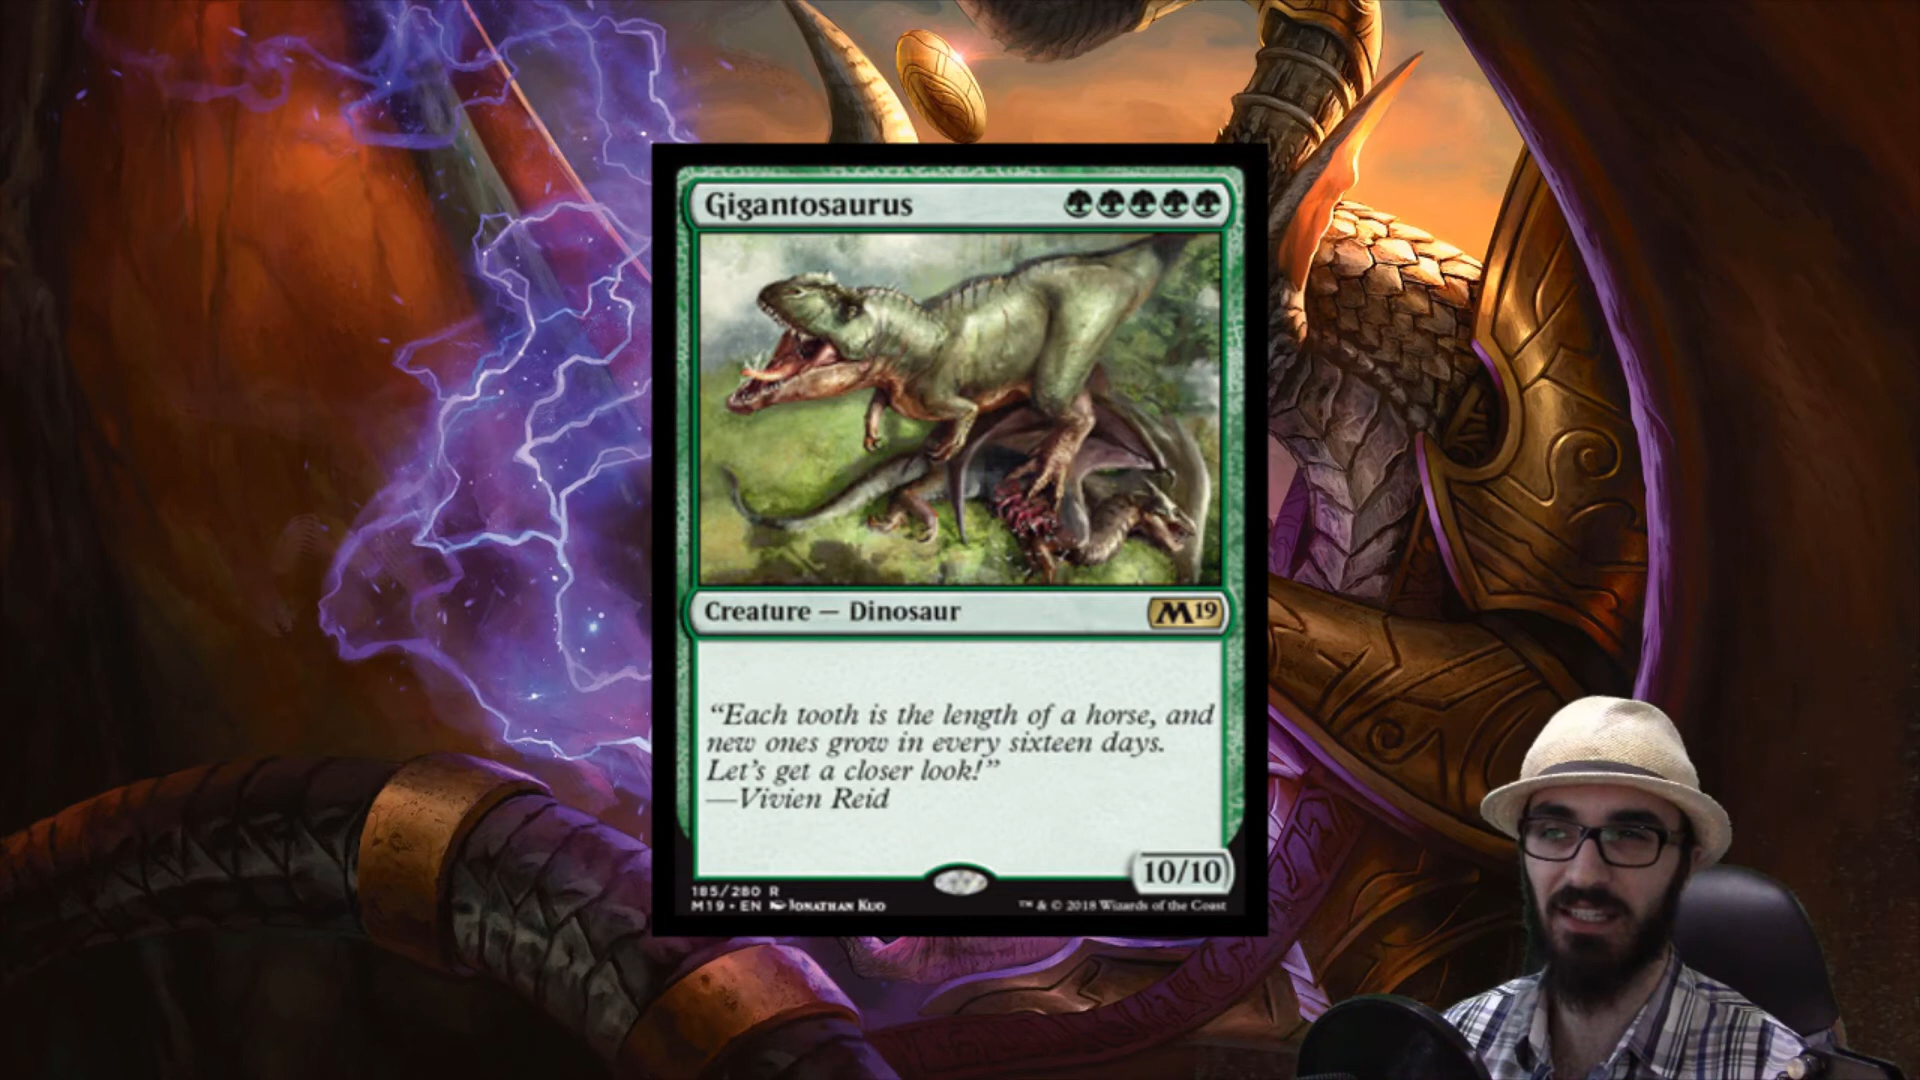 Gigantosaurus
Creature — Dinosaur
M19
“Each tooth is the length of a horse, and
new ones grow in every sixteen days.
Let’s get a closer look!”
—Vivien Reid
10/10
185/280 R
M19 • EN Jonathan Kuo
™ & © 2018 Wizards of the Coast